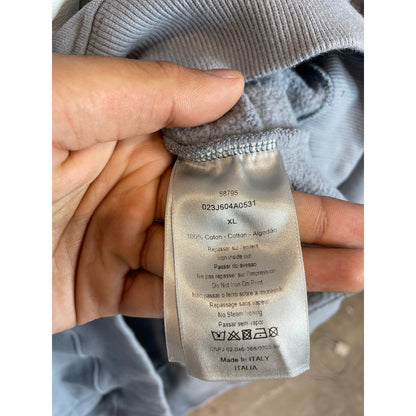 58795
023J604A0531
XL
100% Coton - Cotton - Algodão
Repasser sur l'envers
Iron inside out
Passar do avesso
Ne pas repasser sur l'impression
Do Not Iron on Print
Não passar o ferro sobre a impressão
Repassage sans vapeur
No Steam Ironing
Passar sem vapor
CNPJ
Made in ITALY
ITALIA